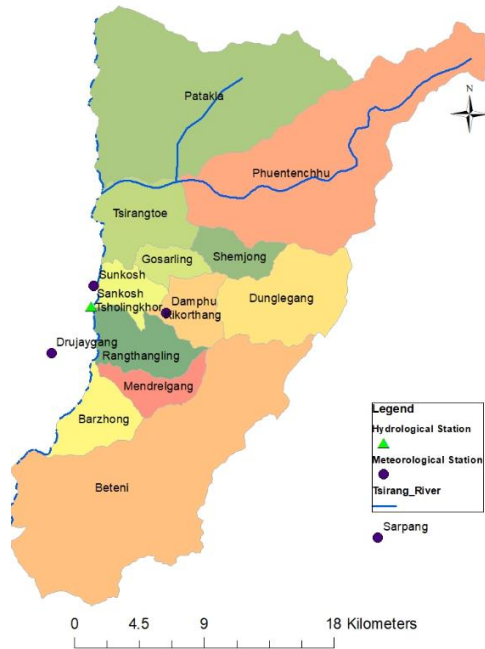 Patakla
N
Phuentenchhu
Tsirangtoe
Gosarling
Shemjong
Sunkosh
Sankosh
Tsholingkhor
Damphu
Rikorthang
Dunglegang
Drujaygang
Rangthangling
Mendrelgang
Barzhong
Beteni
Legend
Hydrological Station
Meteorological Station
Tsirang_River
Sarpang
0 4.5 9 18 Kilometers